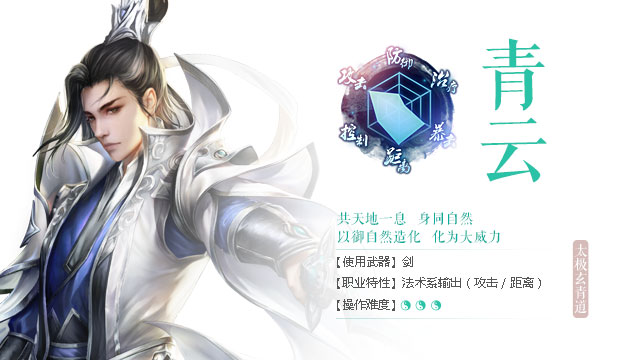 青云
防御
攻击
治疗
控制
暴击
距离
共天地一息 身同自然
以御自然造化 化为大威力
【使用武器】剑
【职业特性】法术系输出（攻击/距离）
【操作难度】
太极玄青道